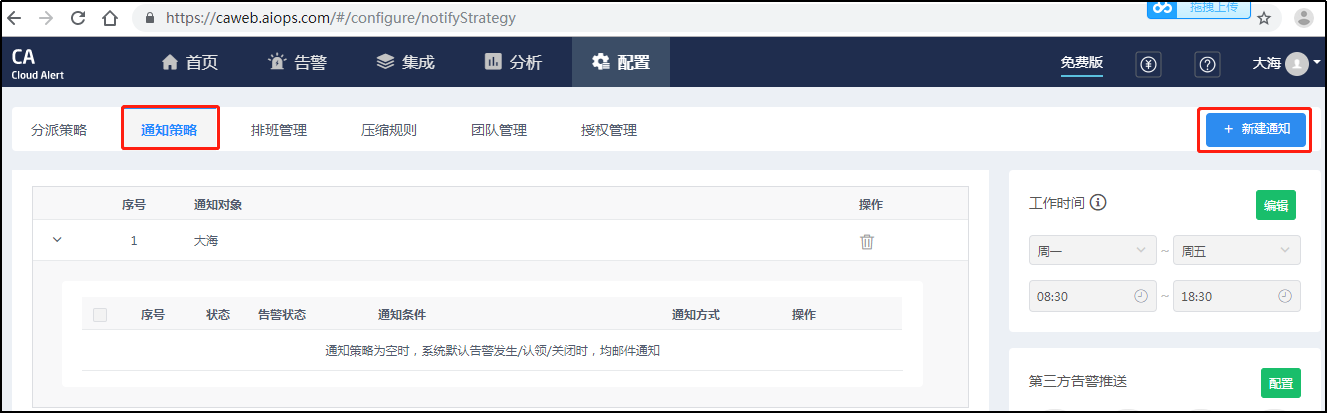 https://caweb.aiops.com/#/configure/notifyStrategy
拖拽上传
CA
Cloud Alert
首页
告警
集成
分析
配置
免费版
大海
分派策略
通知策略
排班管理
压缩规则
团队管理
授权管理
+ 新建通知
序号 通知对象 操作
1 大海
序号 状态 告警状态 通知条件 通知方式 操作
通知策略为空时，系统默认告警发生/认领/关闭时，均邮件通知
工作时间
编辑
周一 ~ 周五
08:30 ~ 18:30
第三方告警推送
配置